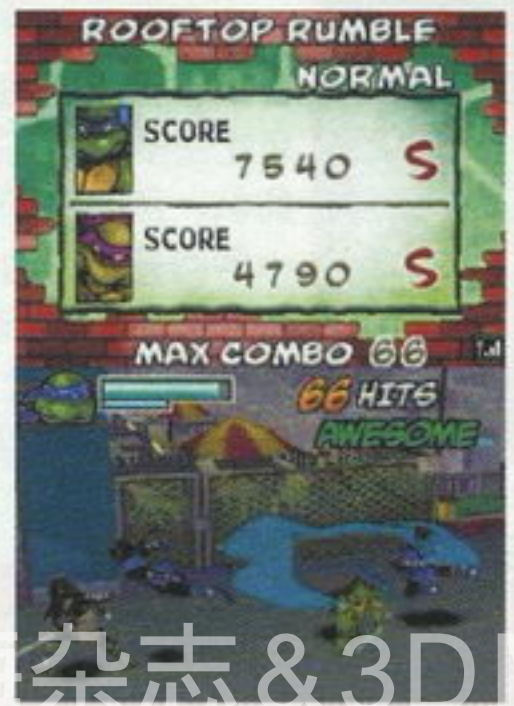 ROOFTOP RUMBLE
NORMAL
SCORE
7540 S
SCORE
4790 S
MAX COMBO 66
66 HITS
AWESOME
杂志&3D